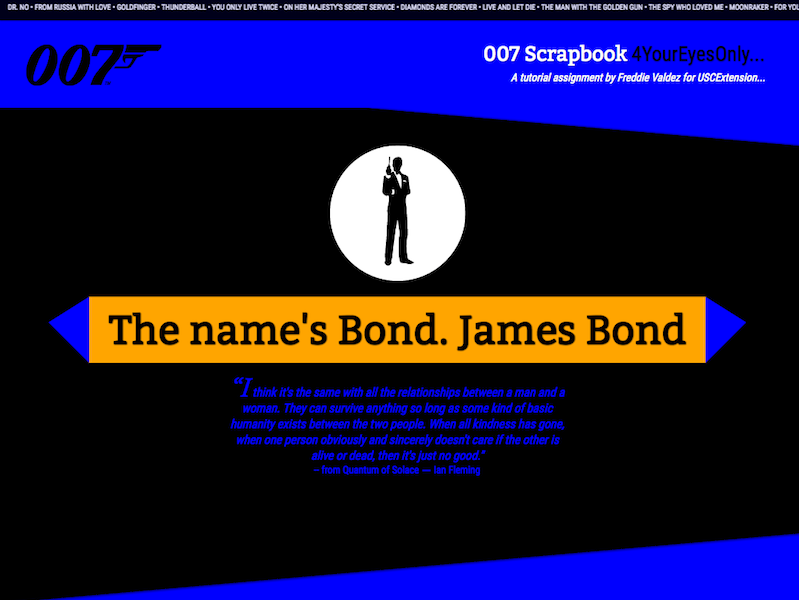 DR. NO • FROM RUSSIA WITH LOVE • GOLDFINGER • THUNDERBALL • YOU ONLY LIVE TWICE • ON HER MAJESTY'S SECRET SERVICE • DIAMONDS ARE FOREVER • LIVE AND LET DIE • THE MAN WITH THE GOLDEN GUN • THE SPY WHO LOVED ME • MOONRAKER • FOR YOU
007
007 Scrapbook 4YourEyesOnly...
A tutorial assignment by Freddie Valdez for USCExtension...
The name's Bond. James Bond
“I think it's the same with all the relationships between a man and a
woman. They can survive anything so long as some kind of basic
humanity exists between the two people. When all kindness has gone,
when one person obviously and sincerely doesn't care if the other is
alive or dead, then it's just no good."
~ from Quantum of Solace — Ian Fleming